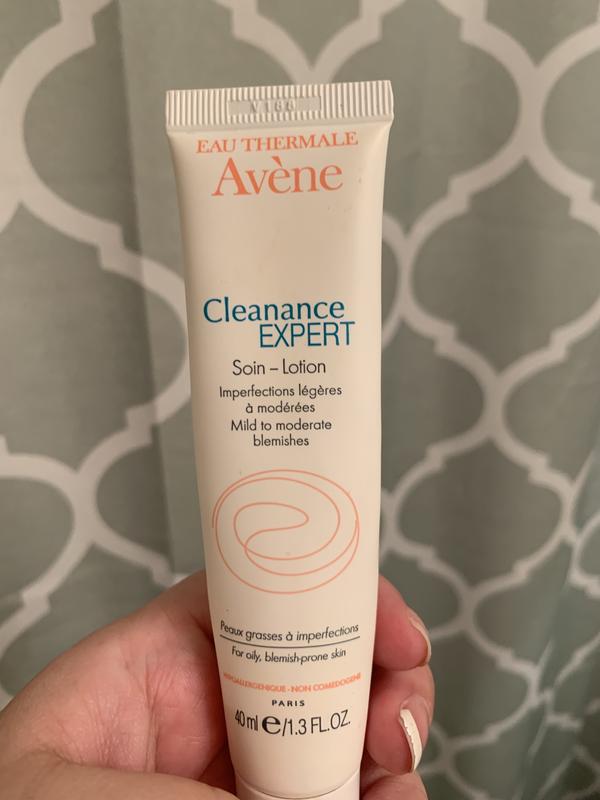 EAU THERMALE
Avène
Cleanance
EXPERT
Soin – Lotion
Imperfections légères
à modérées
Mild to moderate
blemishes
Peaux grasses à imperfections
For oily, blemish-prone skin
HYPOALLERGENIQUE - NON COMEDOGENE
PARIS
40 ml e/1.3 FL.OZ.